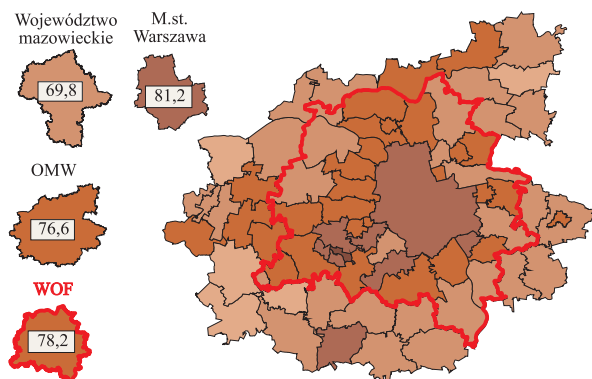 Województwo
mazowieckie
69,8
M.st.
Warszawa
81,2
OMW
76,6
WOF
78,2